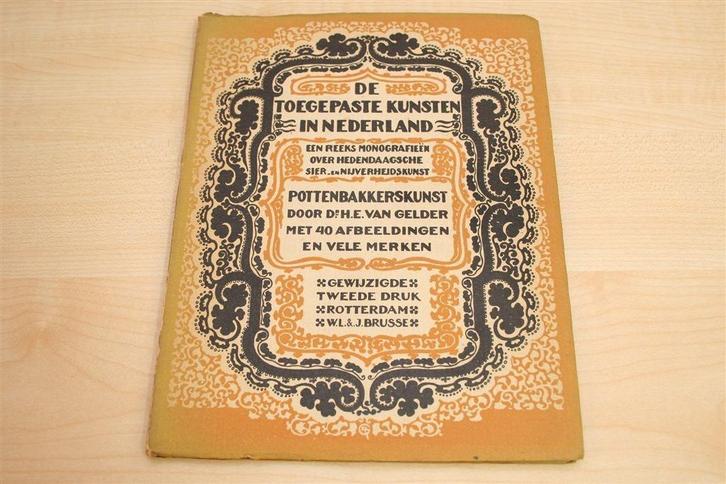 DE
TOEGEPASTE KUNSTEN
IN NEDERLAND
EEN REEKS MONOGRAFIEËN
OVER HEDENDAAGSCHE
SIER- EN NIJVERHEIDSKUNST
POTTENBAKKERSKUNST
DOOR Dr. H.E. VAN GELDER
MET 40 AFBEELDINGEN
EN VELE MERKEN
GEWIJZIGDE
TWEEDE DRUK
ROTTERDAM
W.L. & J. BRUSSE